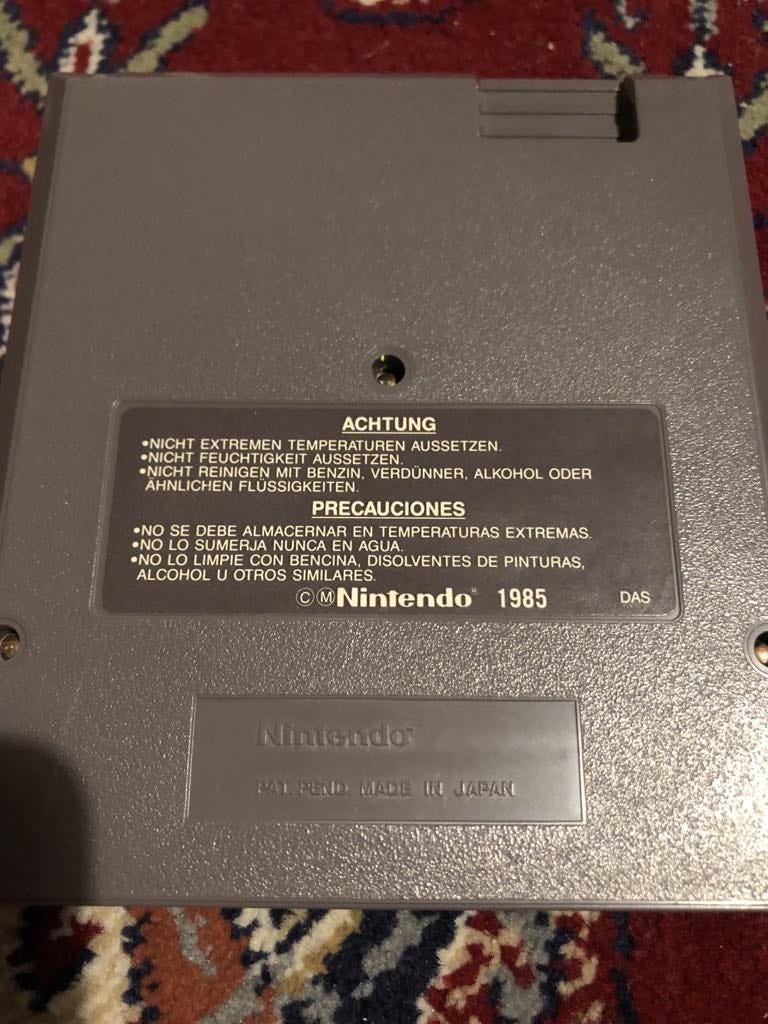 ACHTUNG
•NICHT EXTREMEN TEMPERATUREN AUSSETZEN.
•NICHT FEUCHTIGKEIT AUSSETZEN.
•NICHT REINIGEN MIT BENZIN, VERDÜNNER, ALKOHOL ODER
ÄHNLICHEN FLÜSSIGKEITEN.
PRECAUCIONES
•NO SE DEBE ALMACERNAR EN TEMPERATURAS EXTREMAS.
•NO LO SUMERJA NUNCA EN AGUA.
•NO LO LIMPIE CON BENCINA, DISOLVENTES DE PINTURAS,
ALCOHOL U OTROS SIMILARES.
ⒸⓂNintendo® 1985 DAS
Nintendo®
PAT. PEND. MADE IN JAPAN